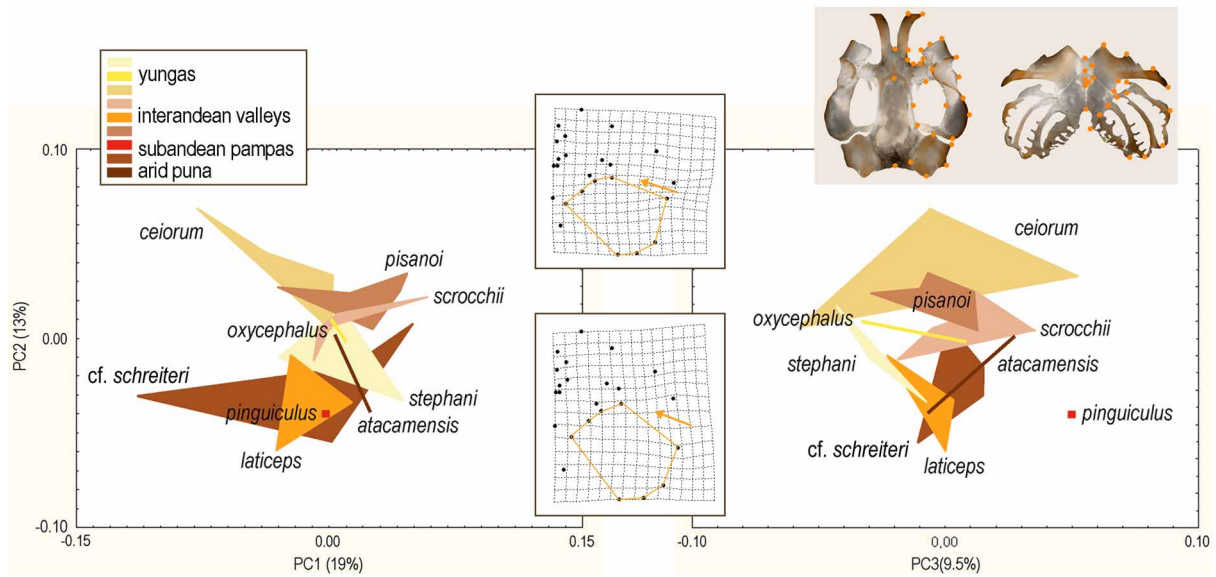 yungas
interandean valleys
subandean pampas
arid puna
0.10
0.00
-0.10
PC2 (13%)
-0.15
0.00
0.15
PC1 (19%)
ceiorum
pisanoi
scrocchii
oxycephalus
stephani
cf. schreiteri
pinguiculus
atacamensis
laticeps
ceiorum
pisanoi
oxycephalus
scrocchii
stephani
atacamensis
pinguiculus
cf. schreiteri
laticeps
-0.10
0,00
0.10
PC3(9.5%)